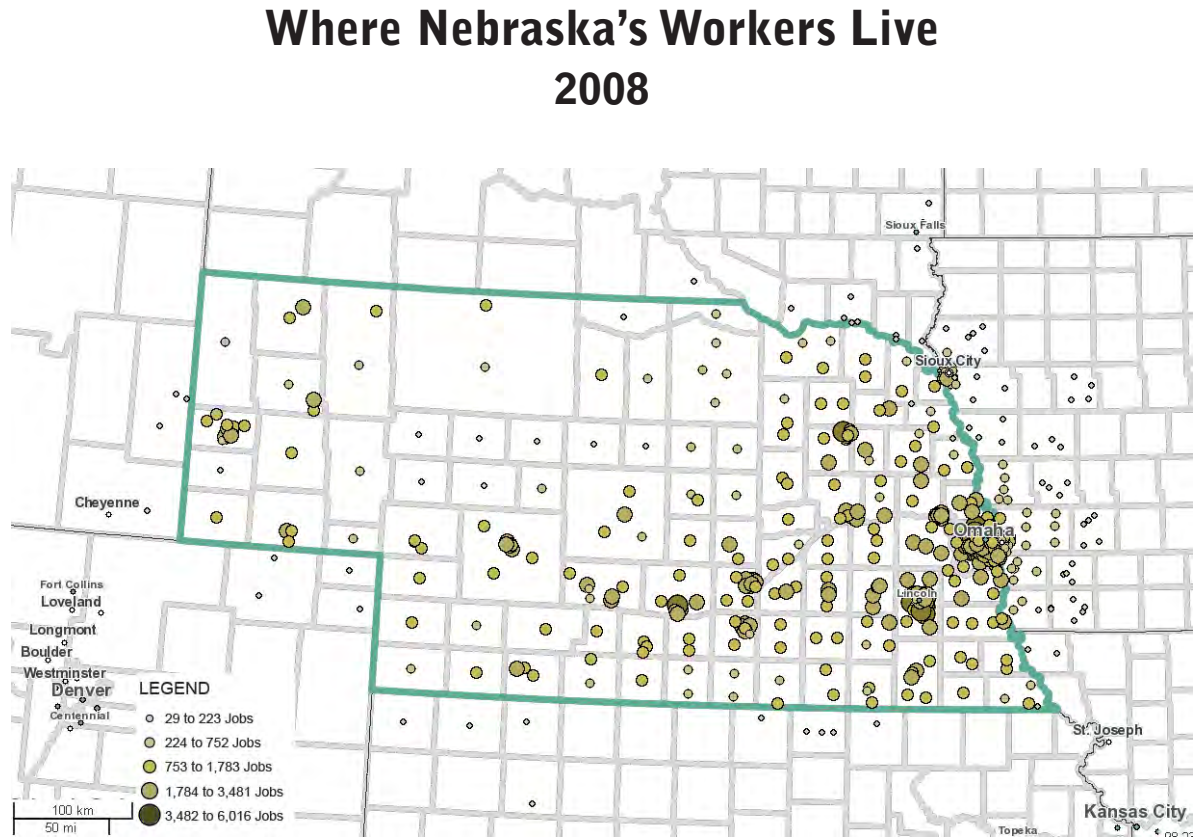 Where Nebraska's Workers Live
2008
Sioux Falls
Sioux City
Omaha
Cheyenne
Lincoln
Fort Collins
Loveland
Longmont
Boulder
Westminster
Denver
Centennial
LEGEND
29 to 223 Jobs
224 to 752 Jobs
753 to 1,783 Jobs
1,784 to 3,481 Jobs
3,482 to 6,016 Jobs
100 km
50 mi
St. Joseph
Kansas City
Topeka